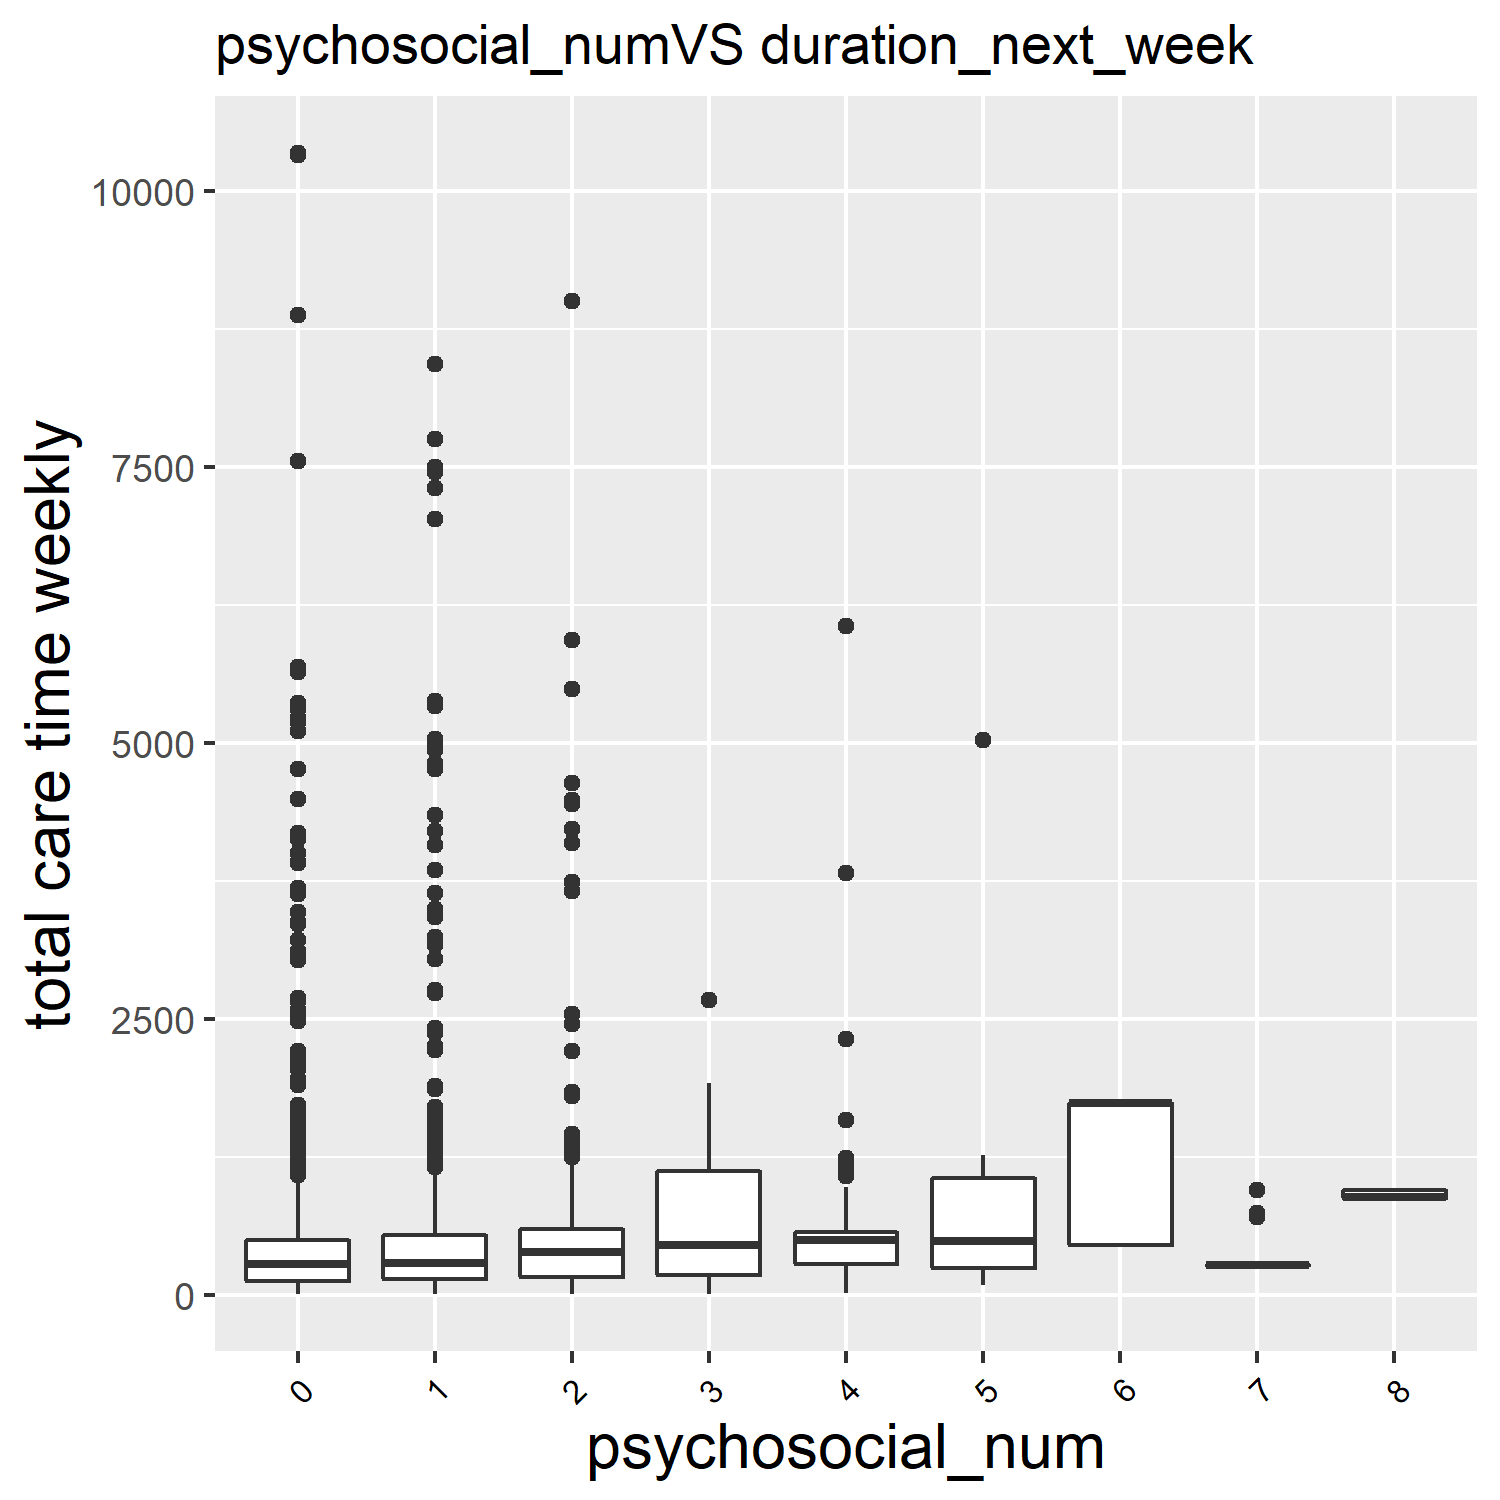 psychosocial_numVS duration_next_week
total care time weekly
10000
7500
5000
2500
0
0 1 2 3 4 5 6 7 8
psychosocial_num